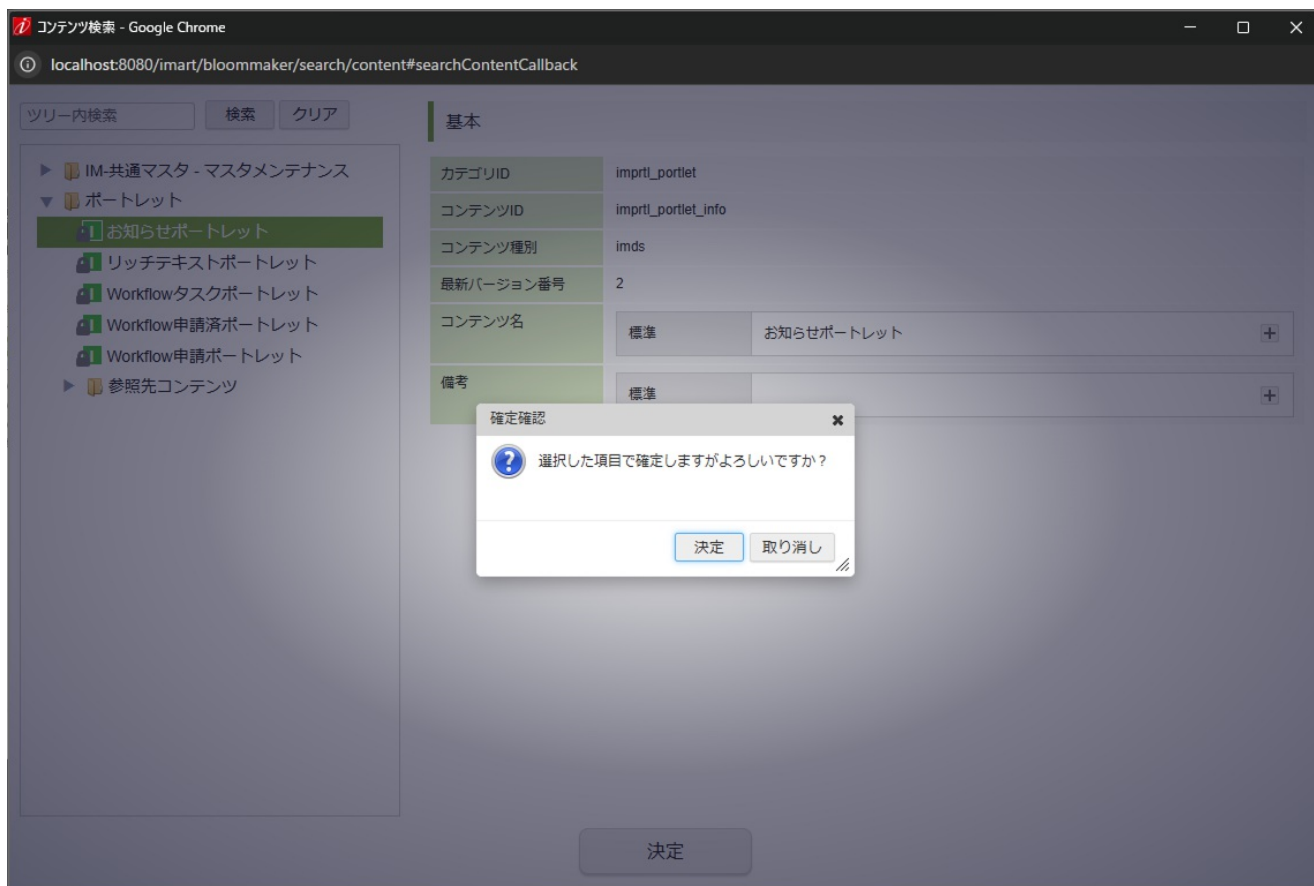 コンテンツ検索 - Google Chrome
localhost:8080/imart/bloommaker/search/content#searchContentCallback
ツリー内検索 検索 クリア
IM-共通マスタ - マスタメンテナンス
ポートレット
お知らせポートレット
リッチテキストポートレット
Workflowタスクポートレット
Workflow申請済ポートレット
Workflow申請ポートレット
参照先コンテンツ
基本
カテゴリID imprtl_portlet
コンテンツID imprtl_portlet_info
コンテンツ種別 imds
最新バージョン番号 2
コンテンツ名 標準 お知らせポートレット
備考 標準
確定確認
選択した項目で確定しますがよろしいですか?
決定 取り消し
決定